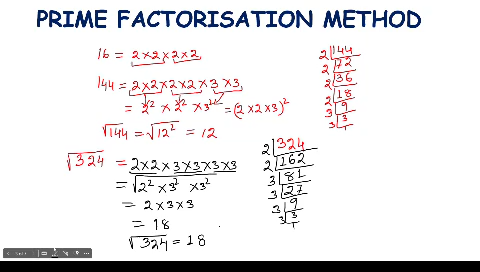 PRIME FACTORISATION METHOD
16 = 2×2×2×2
144 = 2×2×2×2×3×3
= 2² × 2² × 3² = (2×2×3)²
√144 = √12² = 12
2 144
2 72
2 36
2 18
3 9
3 3
1
√324 = 2×2×3×3×3×3
= √2² × 3² × 3²
= 2×3×3
= 18
√324 = 18
2 324
2 162
3 81
3 27
3 9
3 3
1